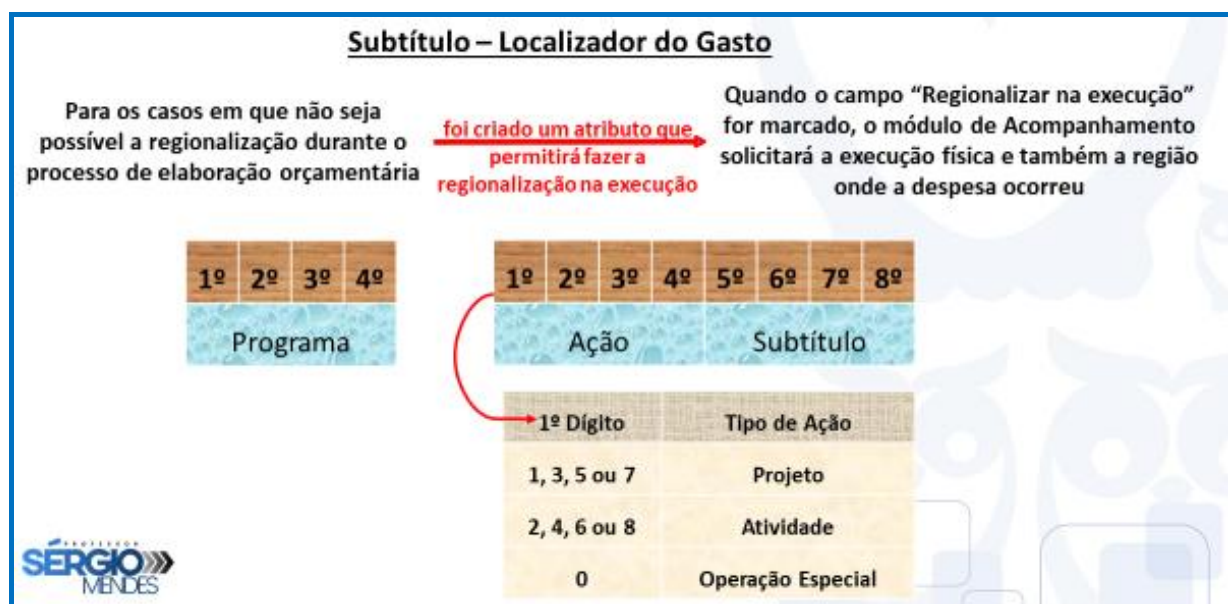 Subtítulo – Localizador do Gasto
Para os casos em que não seja
possível a regionalização durante o
processo de elaboração orçamentária
foi criado um atributo que
permitirá fazer a
regionalização na execução
Quando o campo “Regionalizar na execução”
for marcado, o módulo de Acompanhamento
solicitará a execução física e também a região
onde a despesa ocorreu
1º 2º 3º 4º
Programa
1º 2º 3º 4º 5º 6º 7º 8º
Ação Subtítulo
1º Dígito Tipo de Ação
1, 3, 5 ou 7 Projeto
2, 4, 6 ou 8 Atividade
0 Operação Especial
PROFESSOR
SÉRGIO
MENDES